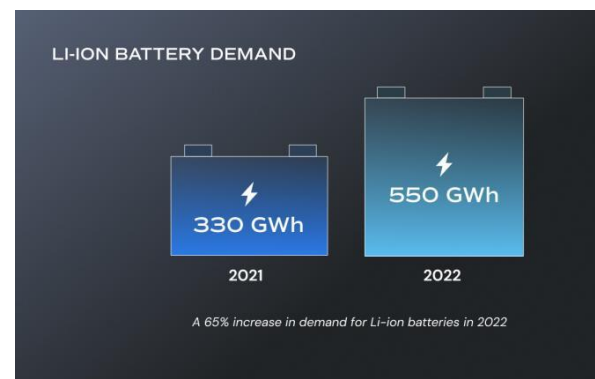 LI-ION BATTERY DEMAND
330 GWh
550 GWh
2021
2022
A 65% increase in demand for Li-ion batteries in 2022